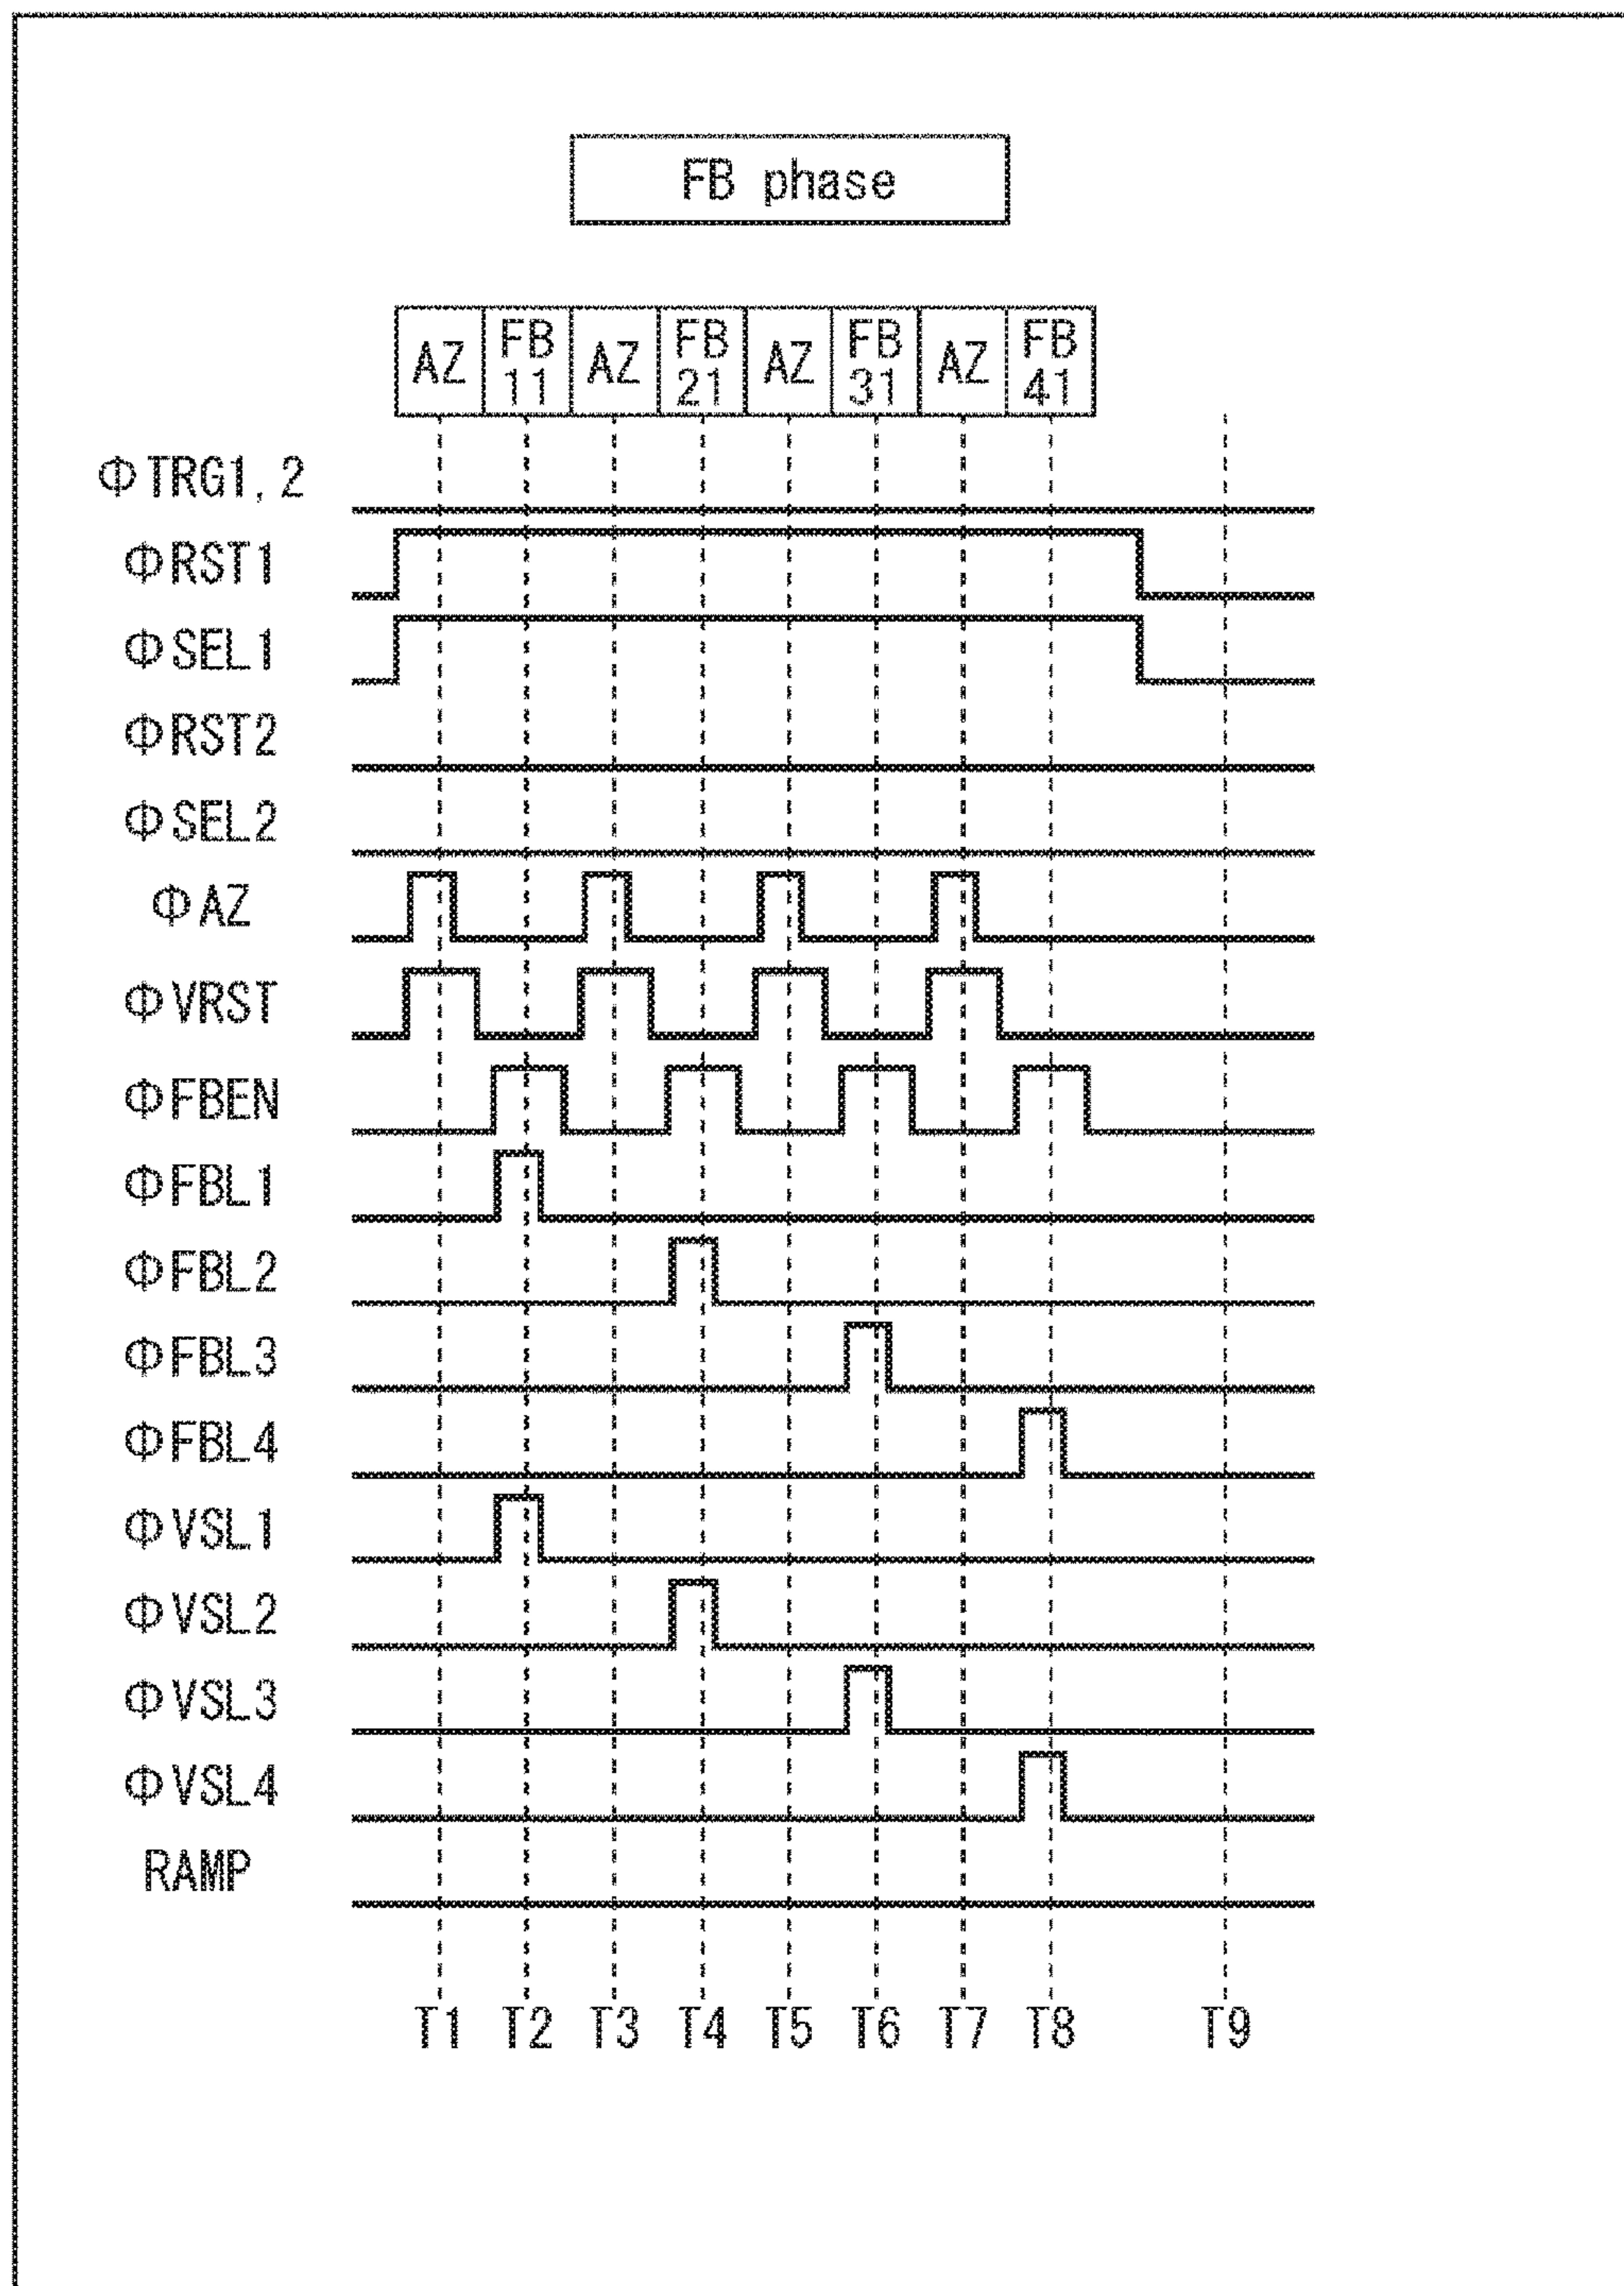 FB phase
AZ FB 11 AZ FB 21 AZ FB 31 AZ FB 41
ΦTRG1,2
ΦRST1
ΦSEL1
ΦRST2
ΦSEL2
ΦAZ
ΦVRST
ΦFBEN
ΦFBL1
ΦFBL2
ΦFBL3
ΦFBL4
ΦVSL1
ΦVSL2
ΦVSL3
ΦVSL4
RAMP
T1 T2 T3 T4 T5 T6 T7 T8 T9